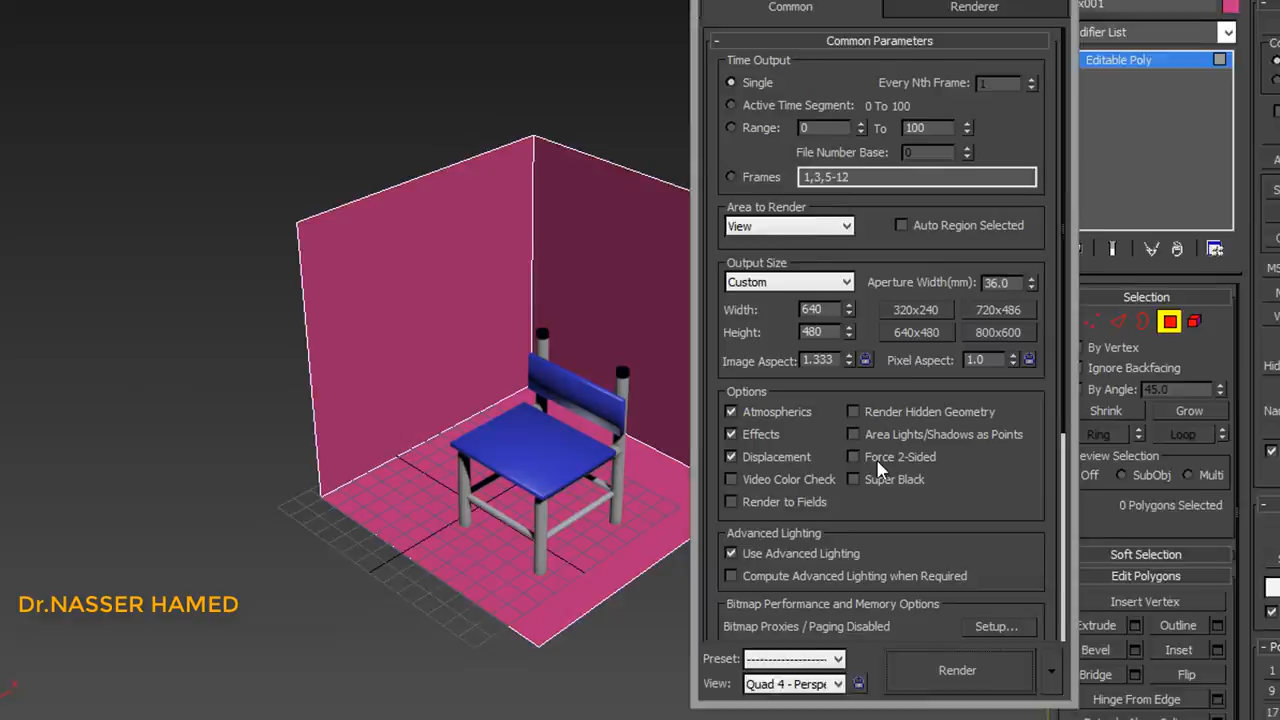 Common
Renderer
x001
difier List
- Common Parameters
Editable Poly
Time Output
Single
Every Nth Frame: 1
Active Time Segment: 0 To 100
Range: 0 To 100
File Number Base: 0
Frames 1,3,5-12
Area to Render
View
Auto Region Selected
Output Size
Custom
Aperture Width(mm): 36.0
Width: 640
320x240
720x486
Height: 480
640x480
800x600
Image Aspect: 1.333
Pixel Aspect: 1.0
Options
Atmospherics
Render Hidden Geometry
Effects
Area Lights/Shadows as Points
Displacement
Force 2-Sided
Video Color Check
Super Black
Render to Fields
Advanced Lighting
Use Advanced Lighting
Compute Advanced Lighting when Required
Bitmap Performance and Memory Options
Bitmap Proxies / Paging Disabled
Setup...
Preset:
View: Quad 4 - Perspe
Render
Selection
By Vertex
Ignore Backfacing
By Angle: 45.0
Shrink
Grow
Ring
Loop
eview Selection
Off
SubObj
Multi
0 Polygons Selected
Soft Selection
Edit Polygons
Insert Vertex
Extrude
Outline
Bevel
Inset
Bridge
Flip
Hinge From Edge
Dr.NASSER HAMED